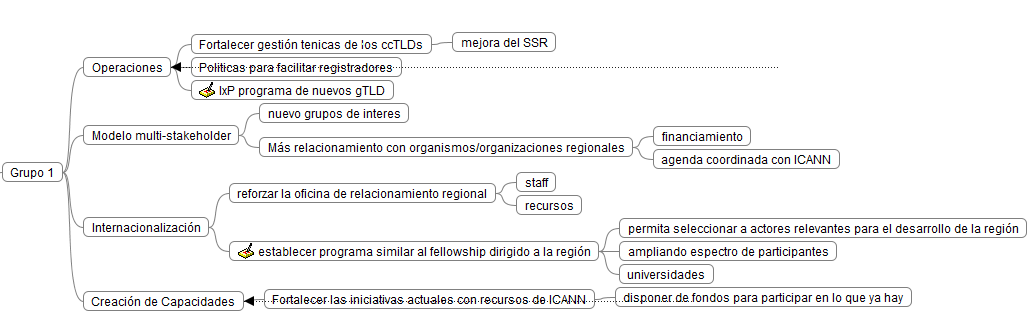 Grupo 1
Operaciones
Fortalecer gestión tenicas de los ccTLDs
mejora del SSR
Politicas para facilitar registradores
IxP programa de nuevos gTLD
Modelo multi-stakeholder
nuevo grupos de interes
Más relacionamiento con organismos/organizaciones regionales
financiamiento
agenda coordinada con ICANN
Internacionalización
reforzar la oficina de relacionamiento regional
staff
recursos
establecer programa similar al fellowship dirigido a la región
permita seleccionar a actores relevantes para el desarrollo de la región
ampliando espectro de participantes
universidades
Creación de Capacidades
Fortalecer las iniciativas actuales con recursos de ICANN
disponer de fondos para participar en lo que ya hay